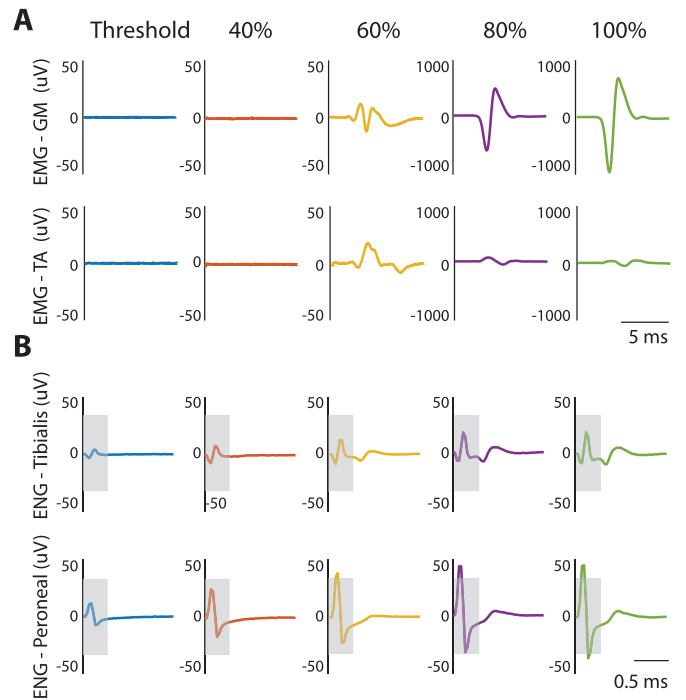 A
Threshold 40% 60% 80% 100%
EMG - GM (uV)
50 50 50 1000 1000
0 0 0 0 0
-50 -50 -50 -1000 -1000
EMG - TA (uV)
50 50 50 1000 1000
0 0 0 0 0
-50 -50 -50 -1000 -1000
5 ms
B
ENG - Tibialis (uV)
50 50 50 50 50
0 0 0 0 0
-50 -50 -50 -50 -50
ENG - Peroneal (uV)
50 50 50 50 50
0 0 0 0 0
-50 -50 -50 -50 -50
0.5 ms